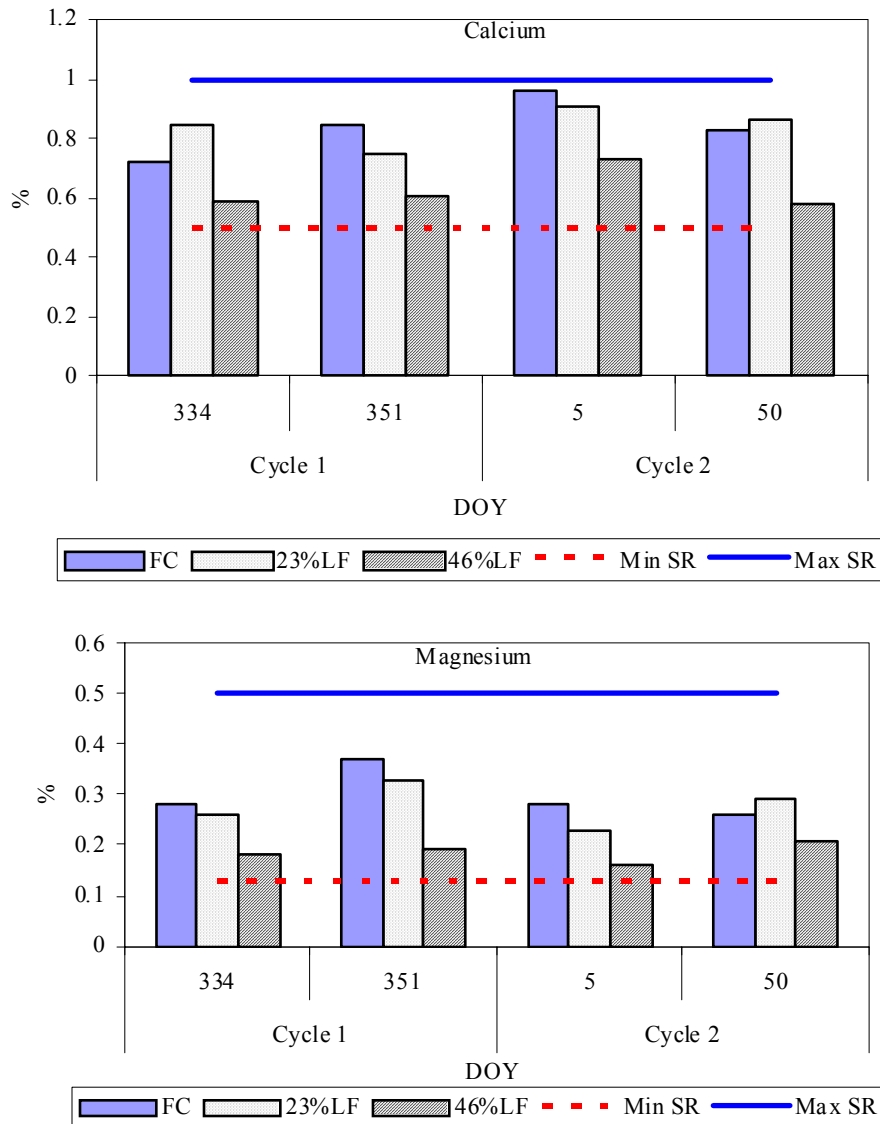 Calcium
1.2
1
0.8
0.6
0.4
0.2
0
%
334 351 5 50
Cycle 1 Cycle 2
DOY
FC 23%LF 46%LF Min SR Max SR
Magnesium
0.6
0.5
0.4
0.3
0.2
0.1
0
%
334 351 5 50
Cycle 1 Cycle 2
DOY
FC 23%LF 46%LF Min SR Max SR